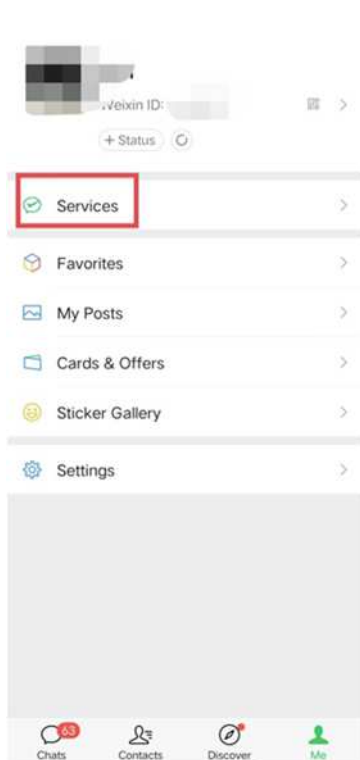 Weixin ID:
+ Status
Services
Favorites
My Posts
Cards & Offers
Sticker Gallery
Settings
63
Chats
Contacts
Discover
Me